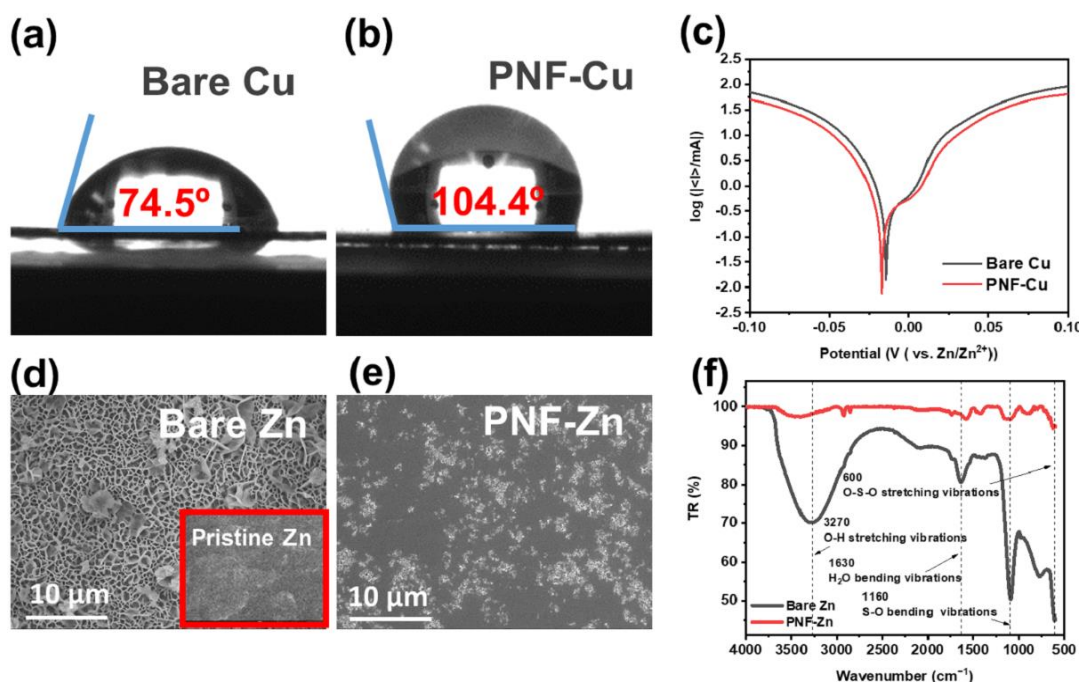 (a)
Bare Cu
74.5º
(b)
PNF-Cu
104.4º
(c)
log (|<I>/mA|)
2.5
2.0
1.5
1.0
0.5
0.0
-0.5
-1.0
-1.5
-2.0
-2.5
Bare Cu
PNF-Cu
-0.10
-0.05
0.00
0.05
0.10
Potential (V ( vs. Zn/Zn²⁺))
(d)
Bare Zn
Pristine Zn
10 μm
(e)
PNF-Zn
10 μm
(f)
TR (%)
100
90
80
70
60
50
600
O-S-O stretching vibrations
3270
O-H stretching vibrations
1630
H₂O bending vibrations
1160
S-O bending vibrations
Bare Zn
PNF-Zn
4000 3500 3000 2500 2000 1500 1000 500
Wavenumber (cm⁻¹)